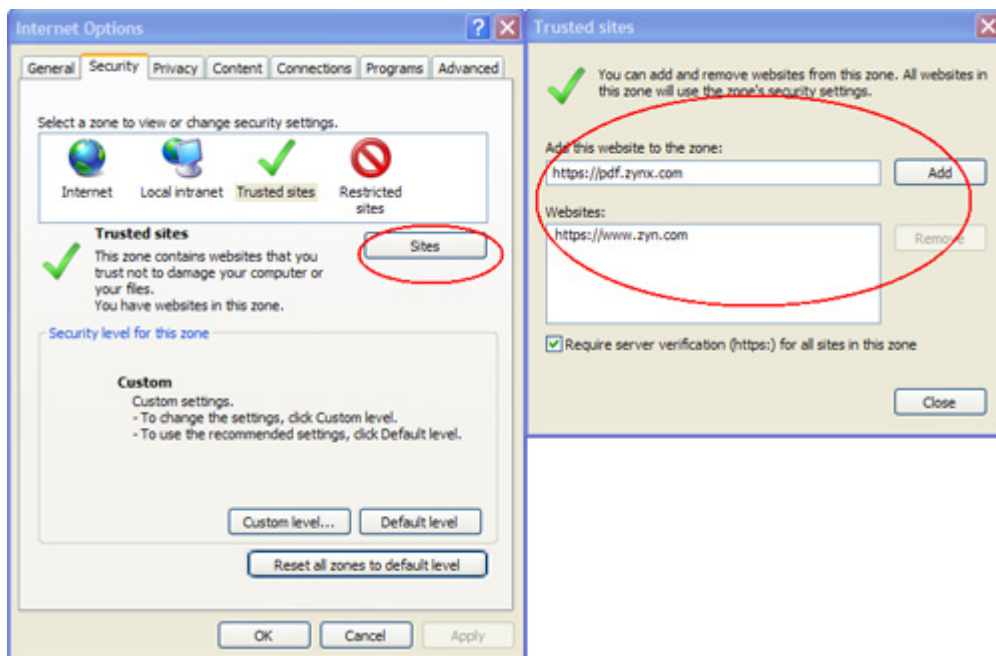 Internet Options
General Security Privacy Content Connections Programs Advanced
Select a zone to view or change security settings.
Internet Local intranet Trusted sites Restricted
sites
Trusted sites
Sites
This zone contains websites that you
trust not to damage your computer or
your files.
You have websites in this zone.
Security level for this zone
Custom
Custom settings.
- To change the settings, click Custom level.
- To use the recommended settings, click Default level.
Custom level... Default level
Reset all zones to default level
OK Cancel Apply
Trusted sites
You can add and remove websites from this zone. All websites in
this zone will use the zone's security settings.
Add this website to the zone:
https://pdf.zynx.com Add
Websites:
https://www.zyn.com
Remove
Require server verification (https:) for all sites in this zone
Close